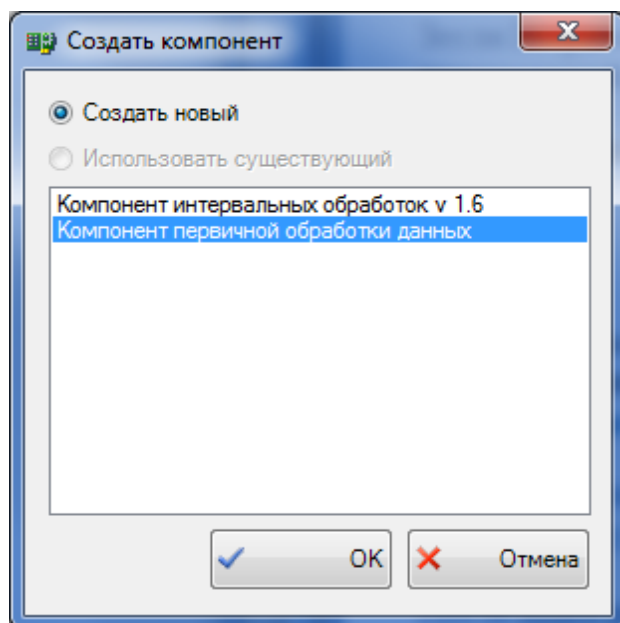 Создать компонент
Создать новый
Использовать существующий
Компонент интервальных обработок v 1.6
Компонент первичной обработки данных
OK
Отмена